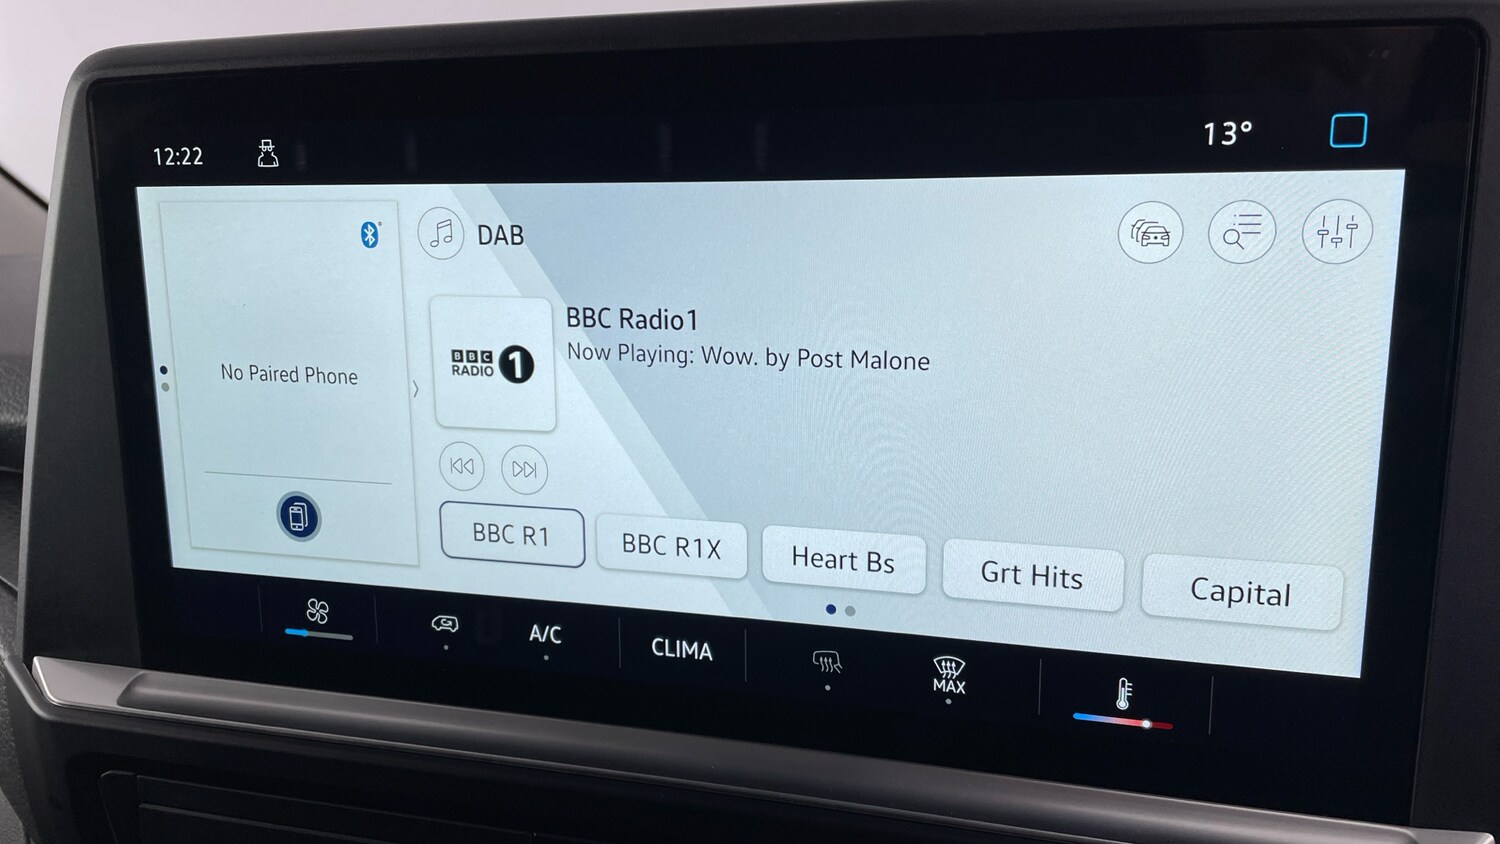 12:22
13°
DAB
BBC Radio1
Now Playing: Wow. by Post Malone
BBC
RADIO 1
No Paired Phone
BBC R1
BBC R1X
Heart Bs
Grt Hits
Capital
A/C
CLIMA
MAX